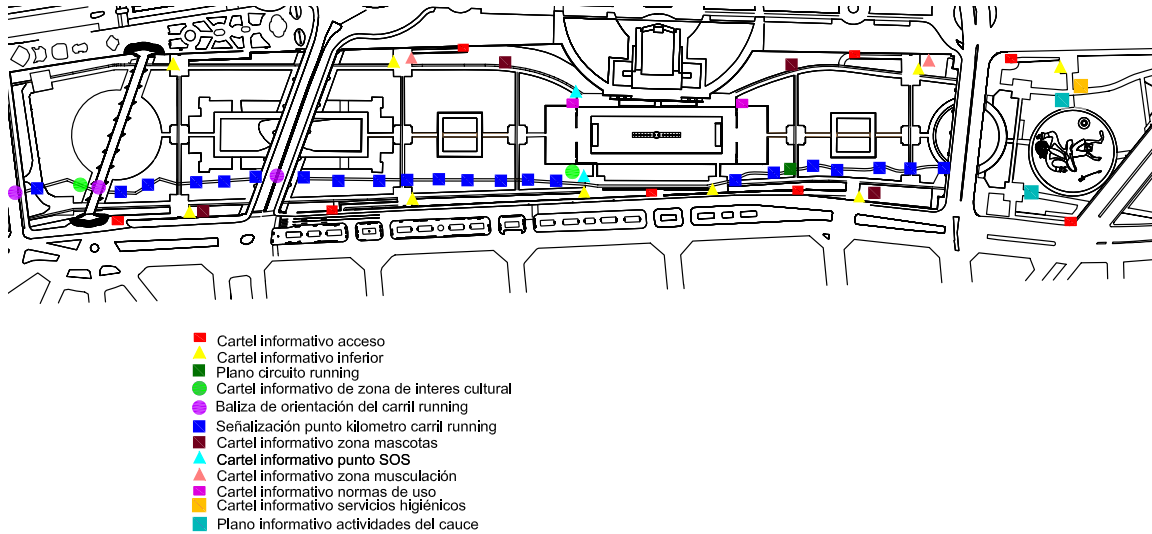 Cartel informativo acceso
Cartel informativo inferior
Plano circuito running
Cartel informativo de zona de interes cultural
Baliza de orientación del carril running
Señalización punto kilometro carril running
Cartel informativo zona mascotas
Cartel informativo punto SOS
Cartel informativo zona musculación
Cartel informativo normas de uso
Cartel informativo servicios higiénicos
Plano informativo actividades del cauce